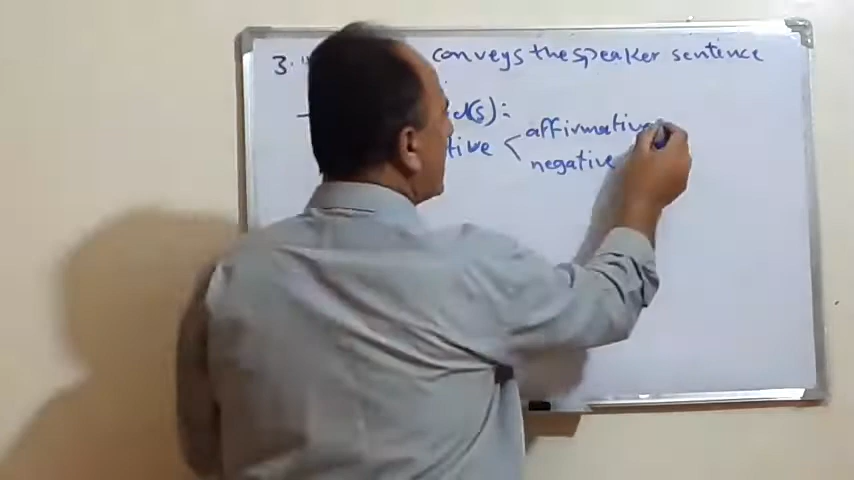 3. conveys the speaker sentence
d(s):
affirmative
tive <
negative